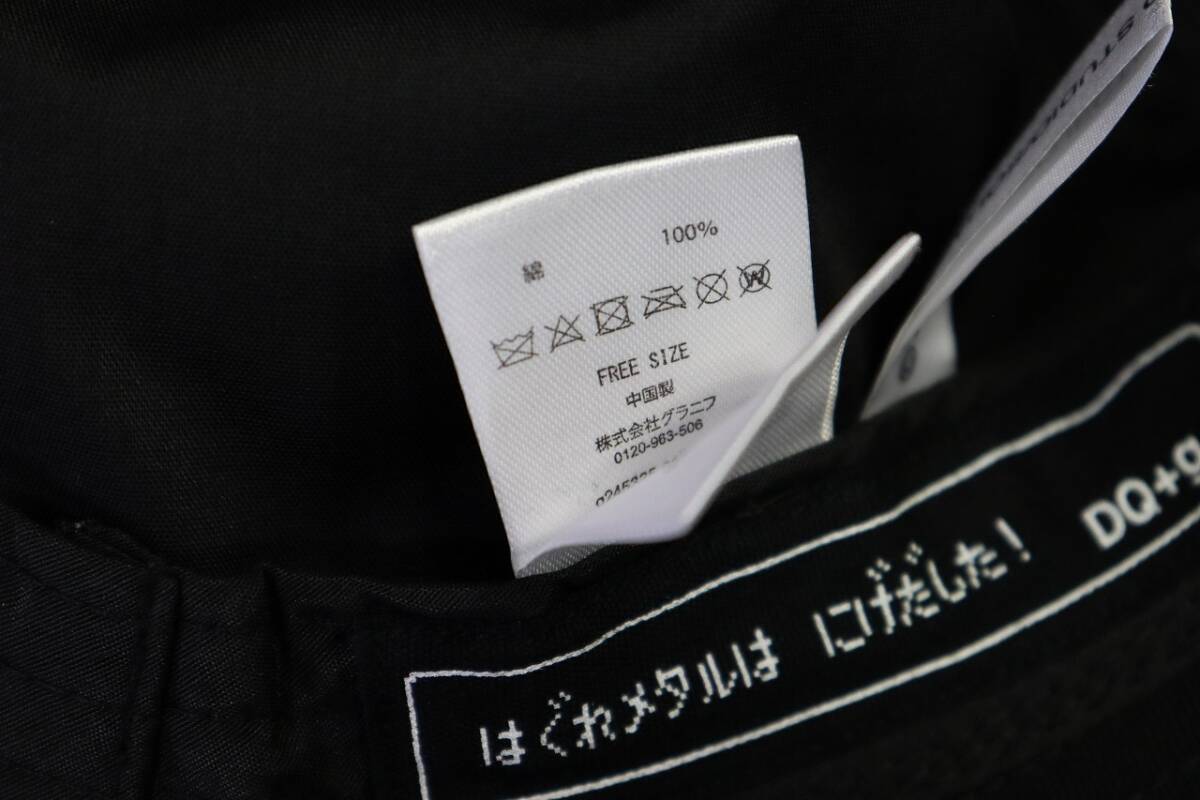 綿 100%
FREE SIZE
中国製
株式会社グラニフ
0120-963-506
はぐれメタルは にげだした! DQ+g